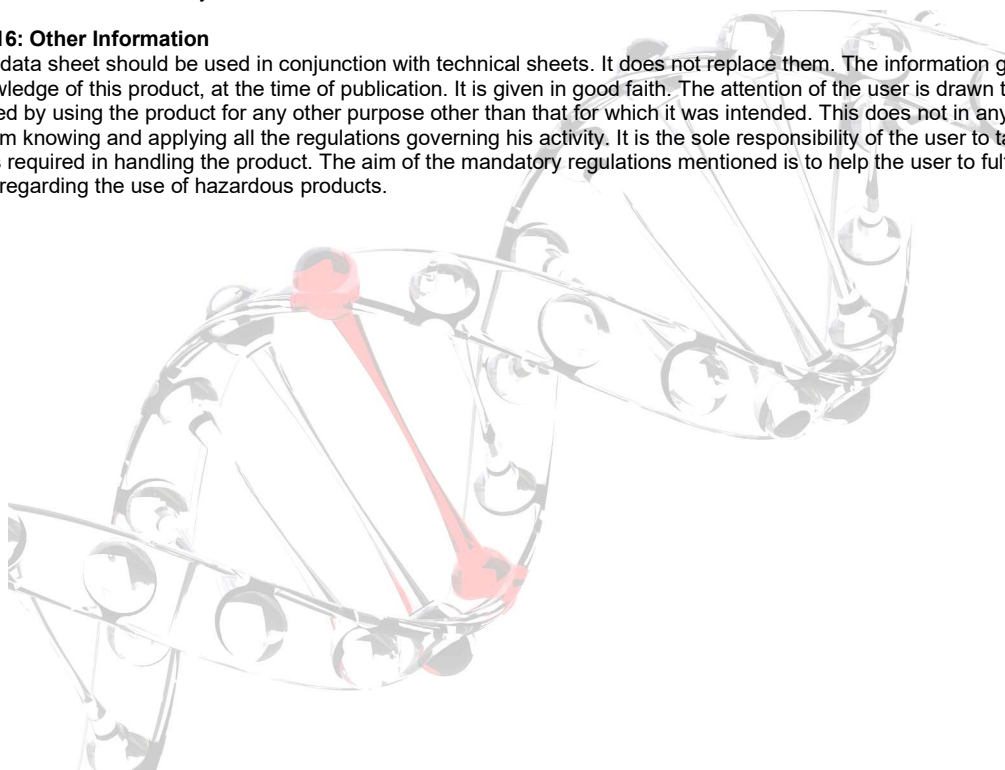 16: Other Information
data sheet should be used in conjunction with technical sheets. It does not replace them. The information g
wledge of this product, at the time of publication. It is given in good faith. The attention of the user is drawn t
ed by using the product for any other purpose other than that for which it was intended. This does not in any
m knowing and applying all the regulations governing his activity. It is the sole responsibility of the user to ta
s required in handling the product. The aim of the mandatory regulations mentioned is to help the user to ful
regarding the use of hazardous products.